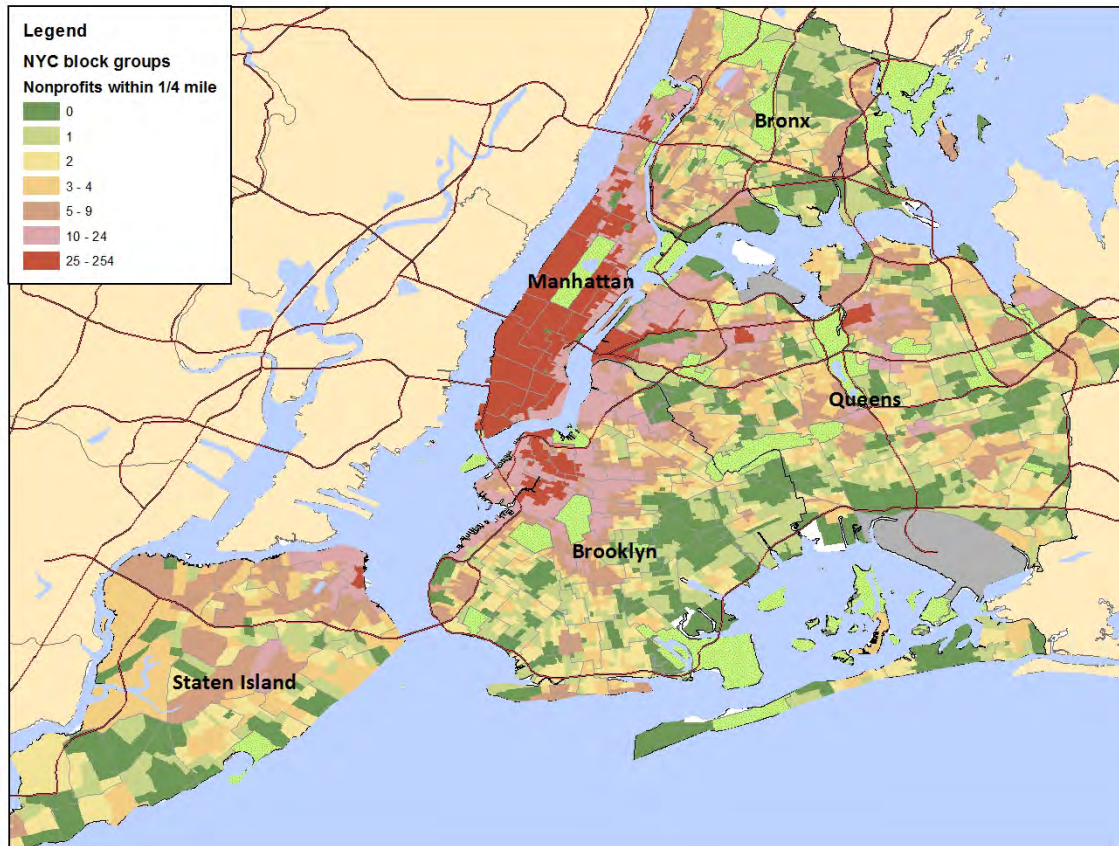 Legend
NYC block groups
Nonprofits within 1/4 mile
0
1
2
3 - 4
5 - 9
10 - 24
25 - 254
Bronx
Manhattan
Queens
Brooklyn
Staten Island